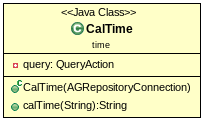 <<Java Class>>
CalTime
time
query: QueryAction
CalTime(AGRepositoryConnection)
calTime(String):String